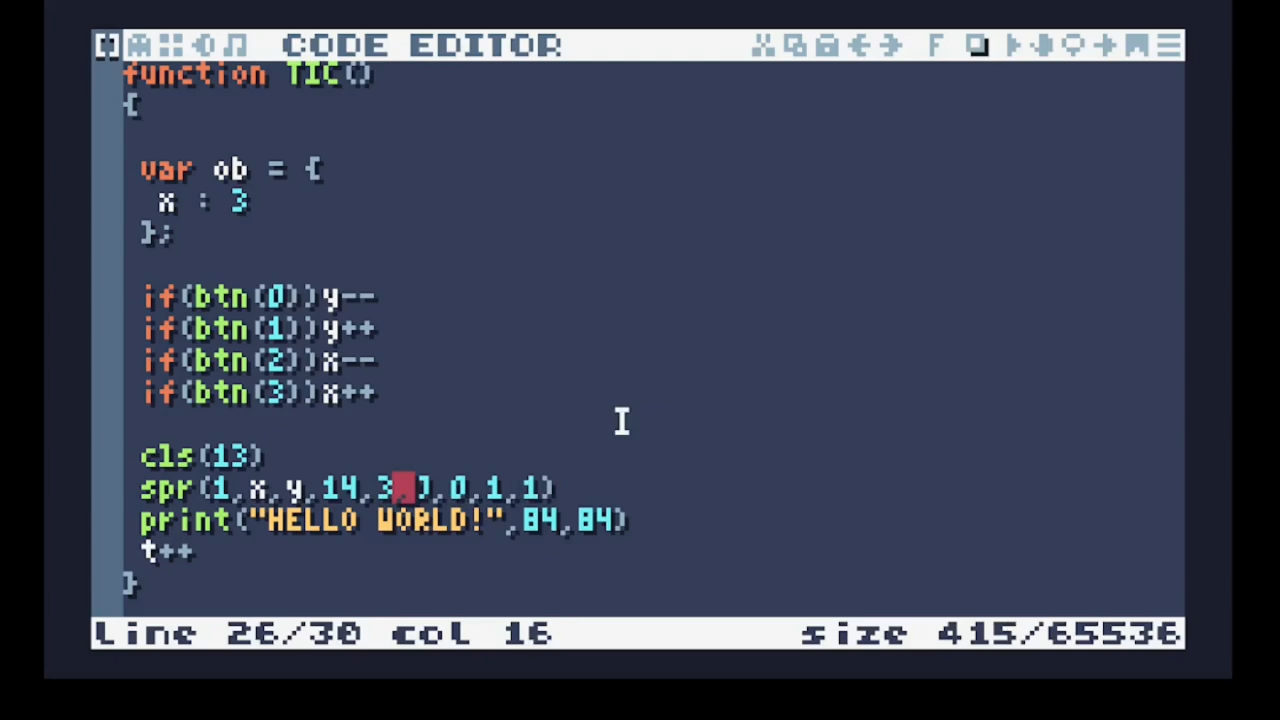 CODE EDITOR F
function TIC()
{
var ob = {
x : 3
};
if(btn(0))y--
if(btn(1))y++
if(btn(2))x--
if(btn(3))x++
cls(13)
spr(1,x,y,14,3,0,0,1,1)
print("HELLO WORLD!",84,84)
t++
}
line 26/30 col 16
size 415/65536